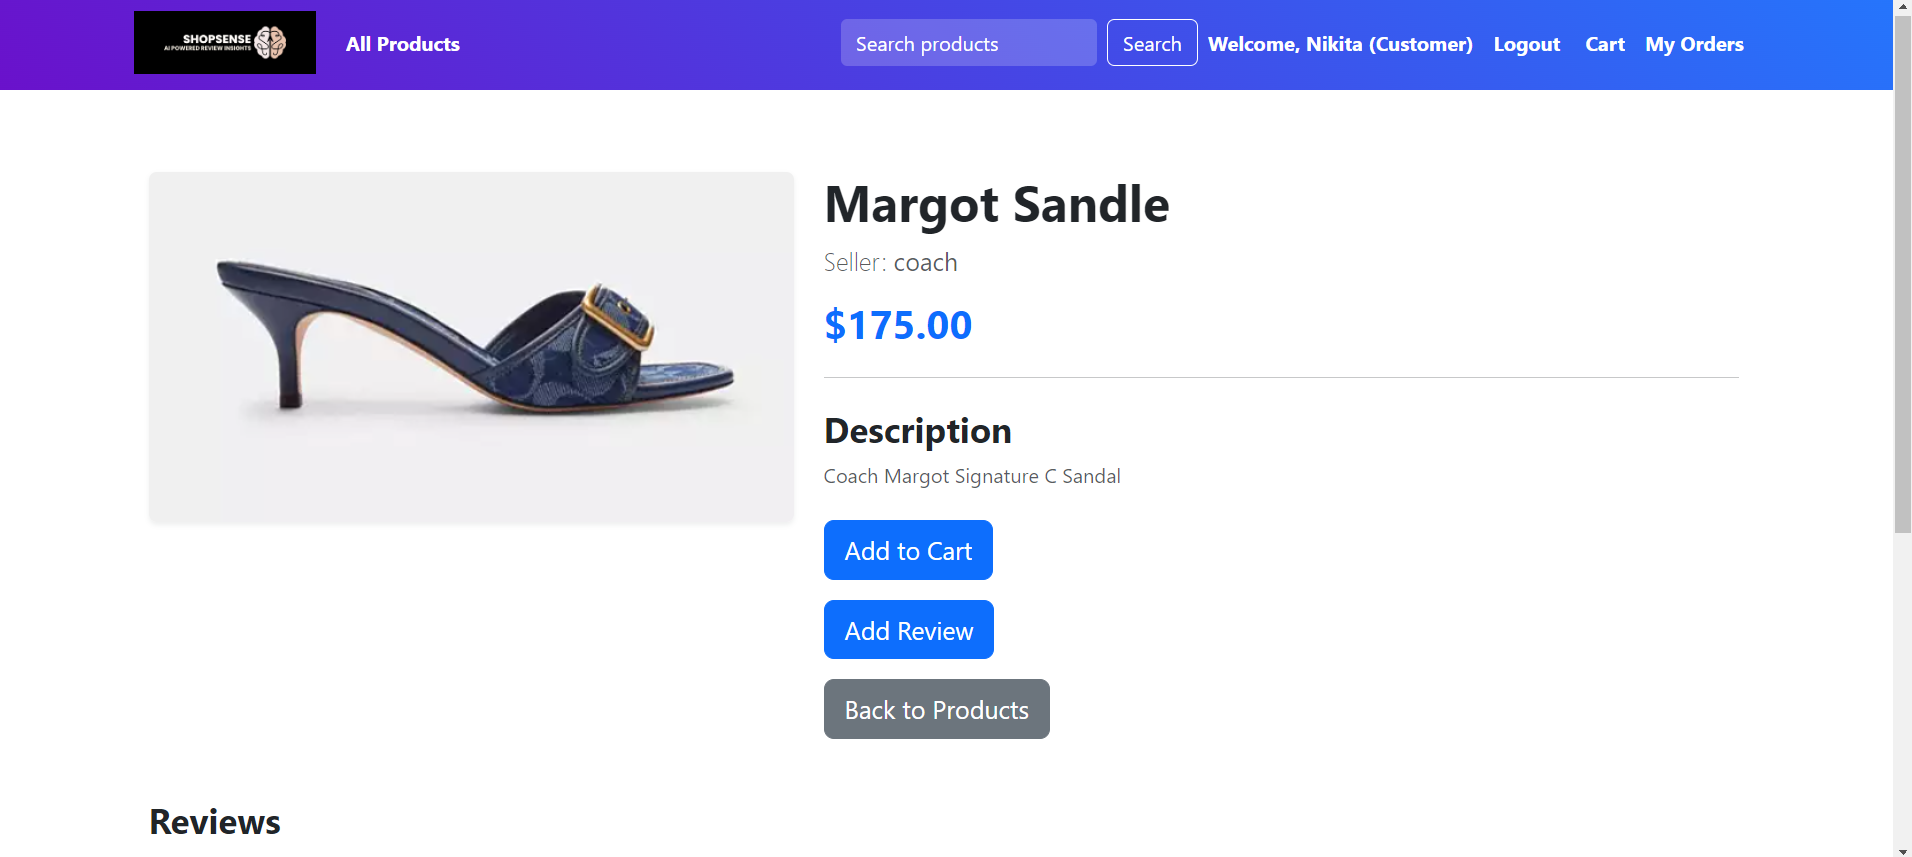 SHOPSENSE
AI POWERED REVIEW INSIGHTS
All Products
Search products
Search
Welcome, Nikita (Customer)
Logout
Cart
My Orders
Margot Sandle
Seller: coach
$175.00
Description
Coach Margot Signature C Sandal
Add to Cart
Add Review
Back to Products
Reviews